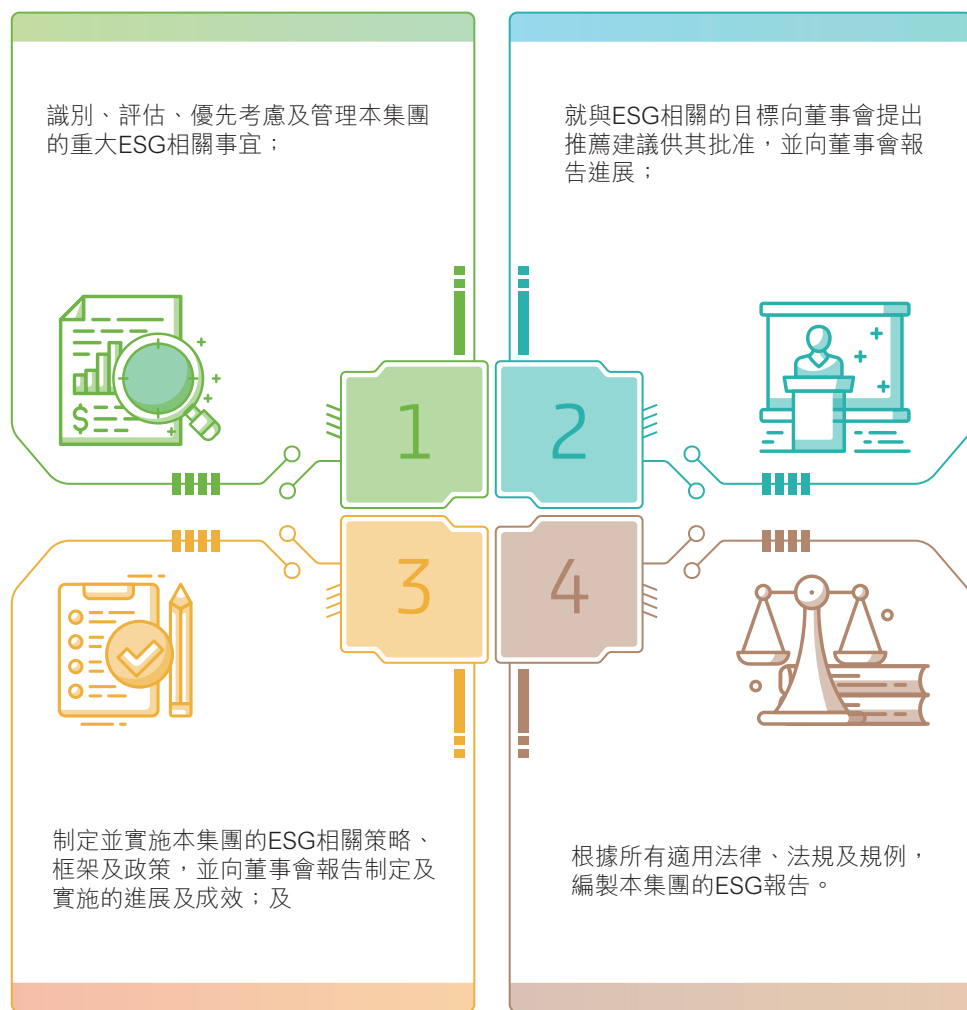 識別、評估、優先考慮及管理本集團
的重大ESG相關事宜；
就與ESG相關的目標向董事會提出
推薦建議供其批准，並向董事會報
告進展；
$
1
2
3
4
制定並實施本集團的ESG相關策略、
框架及政策，並向董事會報告制定及
實施的進展及成效；及
根據所有適用法律、法規及規例，
編製本集團的ESG報告。